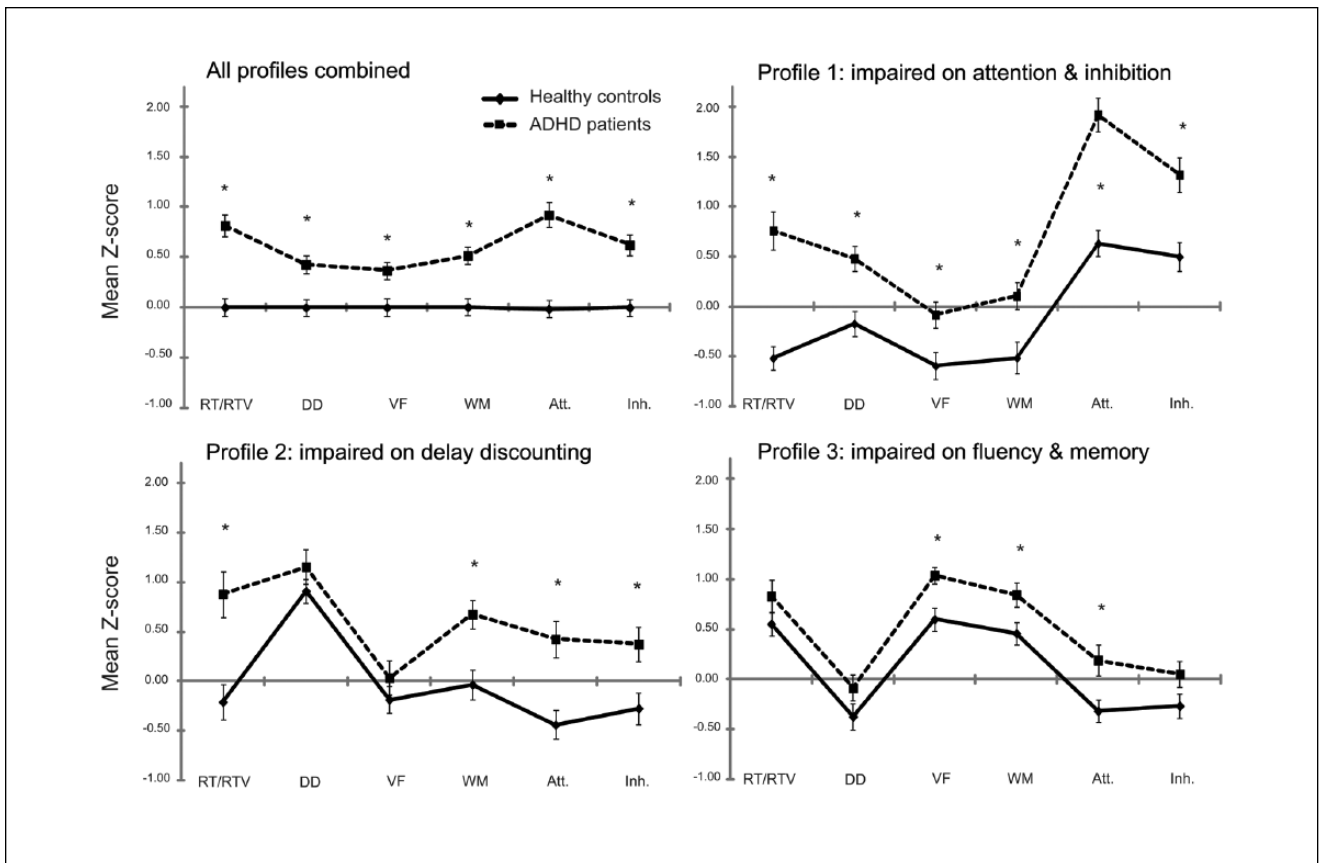 All profiles combined
Healthy controls
ADHD patients
Mean Z-score
2.00
1.50
1.00
0.50
0.00
-0.50
-1.00
* * * * * *
RT/RTV DD VF WM Att. Inh.
Profile 1: impaired on attention & inhibition
2.00
1.50
1.00
0.50
0.00
-0.50
-1.00
* * * * * *
RT/RTV DD VF WM Att. Inh.
Profile 2: impaired on delay discounting
Mean Z-score
2.00
1.50
1.00
0.50
0.00
-0.50
-1.00
* * * *
RT/RTV DD VF WM Att. Inh.
Profile 3: impaired on fluency & memory
2.00
1.50
1.00
0.50
0.00
-0.50
-1.00
* * *
RT/RTV DD VF WM Att. Inh.